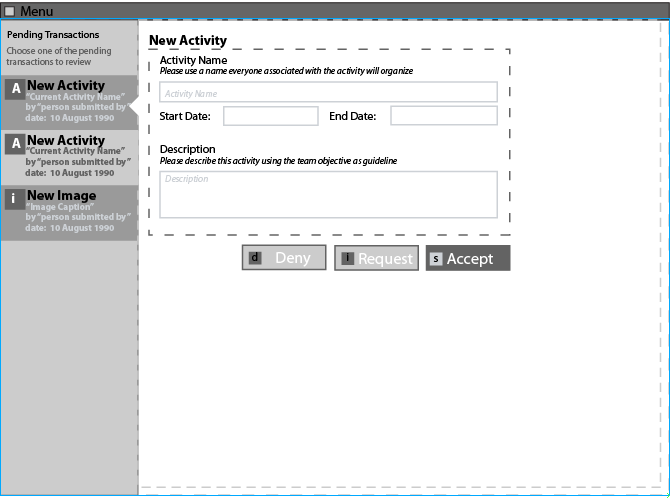 Menu
Pending Transactions
Choose one of the pending
transactions to review
A
New Activity
"Current Activity Name"
by"person submitted by"
date: 10 August 1990
A
New Activity
"Current Activity Name"
by"person submitted by"
date: 10 August 1990
i
New Image
"Image Caption"
by"person submitted by"
date: 10 August 1990
New Activity
Activity Name
Please use a name everyone associated with the activity will organize
Activity Name
Start Date: End Date:
Description
Please describe this activity using the team objective as guideline
Description
d Deny l Request s Accept